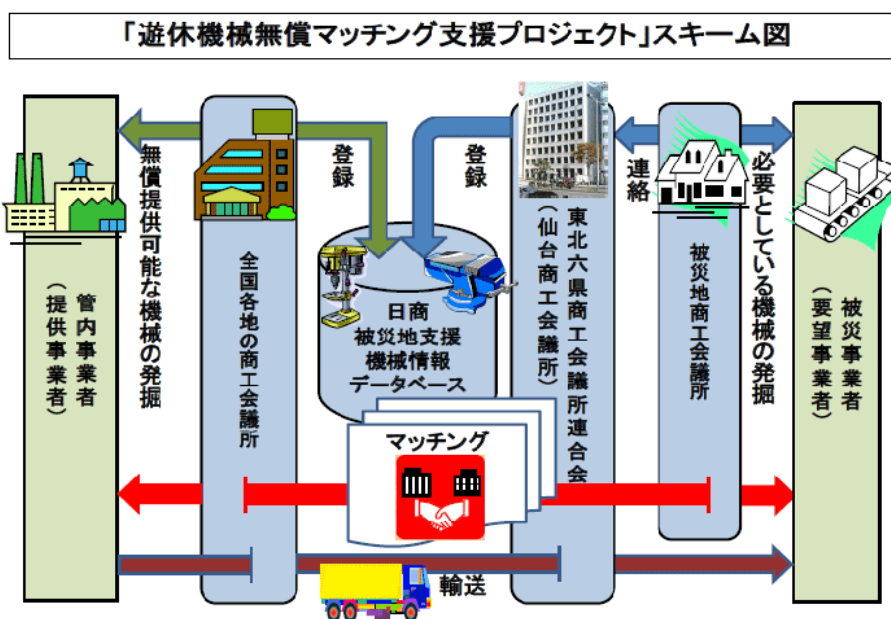 「遊休機械無償マッチング支援プロジェクト」スキーム図
管内事業者
（提供事業者）
無償提供可能な機械の発掘
全国各地の商工会議所
登録
登録
日商
被災地支援
機械情報
データベース
マッチング
東北六県商工会議所連合会
（仙台商工会議所）
連絡
被災地商工会議所
必要としている機械の発掘
被災事業者
（要望事業者）
輸送